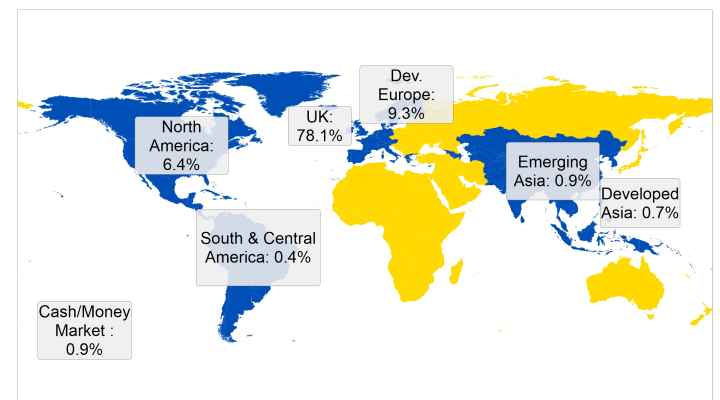 Dev.
Europe:
9.3%
UK:
78.1%
North
America:
6.4%
Emerging
Asia: 0.9%
Developed
Asia: 0.7%
South & Central
America: 0.4%
Cash/Money
Market :
0.9%